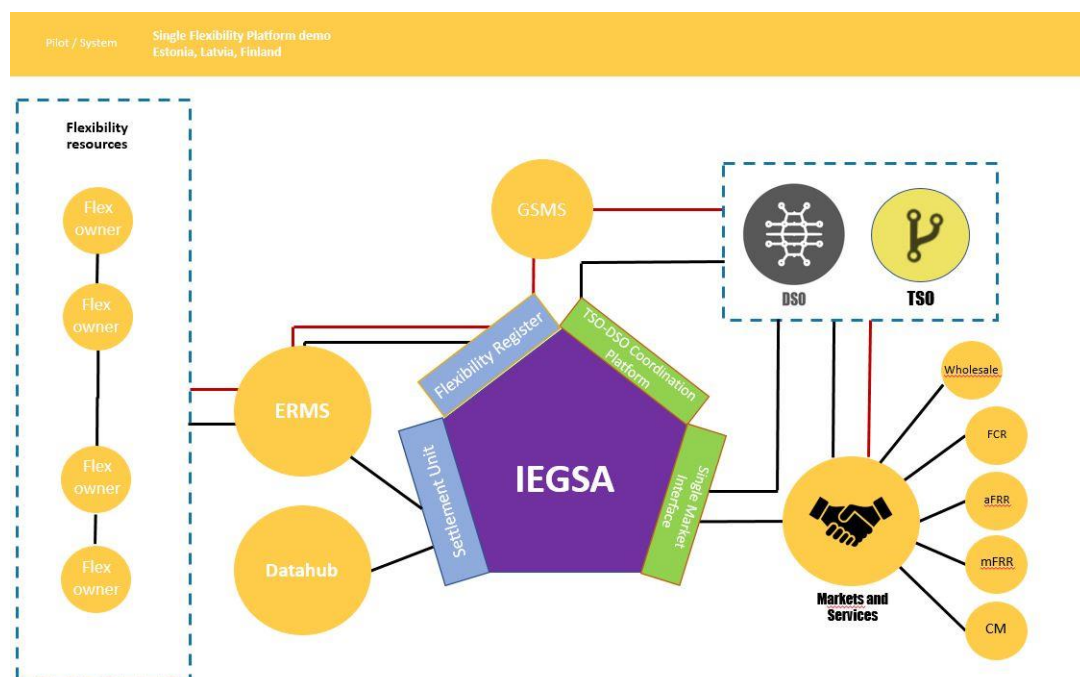 Pilot / System
Single Flexibility Platform demo
Estonia, Latvia, Finland
Flexibility
resources
Flex
owner
Flex
owner
Flex
owner
Flex
owner
GSMS
DSO
TSO
Flexibility Register
TSO-DSO Coordination
Platform
ERMS
IEGSA
Settlement Unit
Single Market
Interface
Datahub
Wholesale
FCR
aFRR
mFRR
CM
Markets and
Services